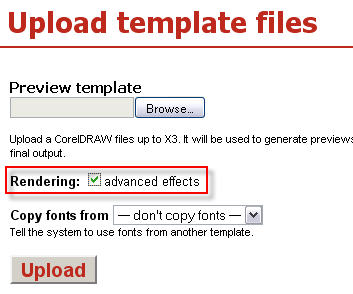 Upload template files
Preview template
Browse...
Upload a CorelDRAW files up to X3. It will be used to generate previews
final output.
Rendering: advanced effects
Copy fonts from — don't copy fonts —
Tell the system to use fonts from another template.
Upload